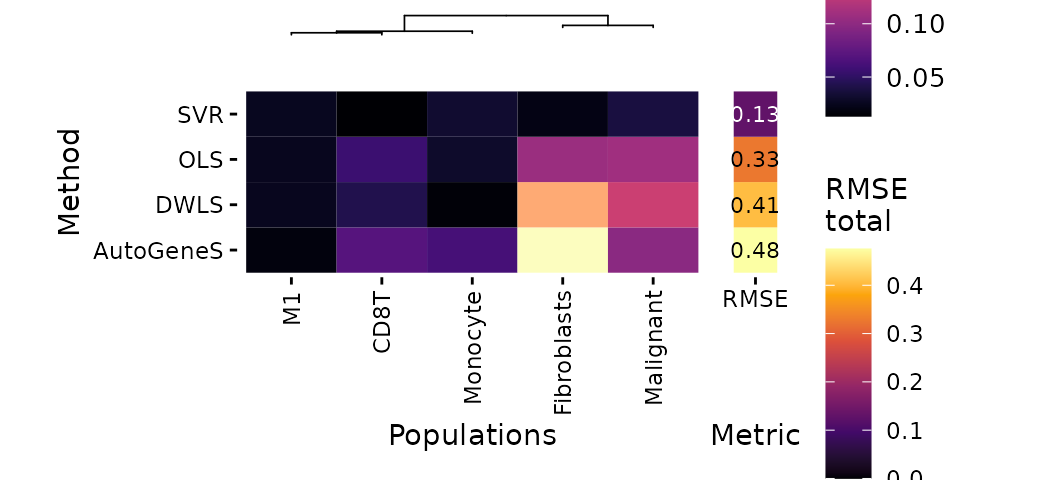 0.10
0.05
Method
SVR
OLS
DWLS
AutoGeneS
0.13
0.33
0.41
0.48
M1
CD8T
Monocyte
Fibroblasts
Malignant
RMSE
Populations
Metric
RMSE
total
0.4
0.3
0.2
0.1
0.0